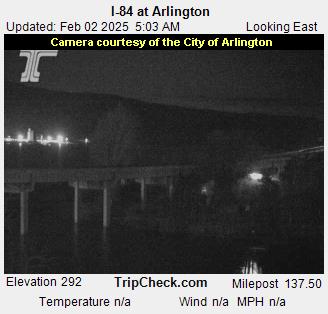 I-84 at Arlington
Updated: Feb 02 2025 5:03 AM Looking East
Camera courtesy of the City of Arlington
Elevation 292 TripCheck.com Milepost 137.50
Temperature n/a Wind n/a MPH n/a